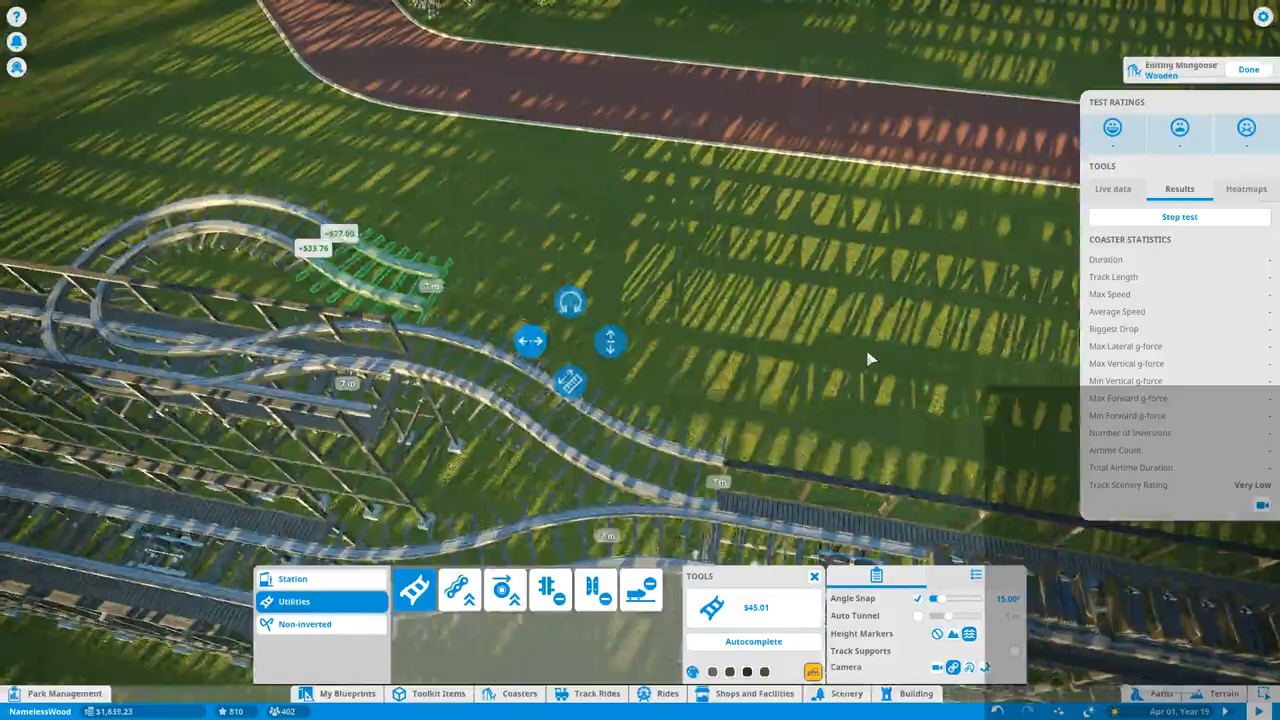 ?
Editing Mongoose
Wooden
Done
TEST RATINGS
-
-
-
TOOLS
Live data
Results
Heatmaps
Stop test
COASTER STATISTICS
Duration -
Track Length -
Max Speed -
Average Speed -
Biggest Drop -
Max Lateral g-force -
Max Vertical g-force -
Min Vertical g-force -
Max Forward g-force -
Min Forward g-force -
Number of Inversions -
Airtime Count -
Total Airtime Duration -
Track Scenery Rating Very Low
+$33.76
7 m
7 m
Station
Utilities
Non-inverted
TOOLS
$45.01
Autocomplete
Angle Snap 15.00°
Auto Tunnel
Height Markers
Track Supports
Camera
Park Management
My Blueprints
Toolkit Items
Coasters
Track Rides
Rides
Shops and Facilities
Scenery
Building
Paths
Terrain
NamelessWood
$1,839.23
810
402
Apr 01, Year 19